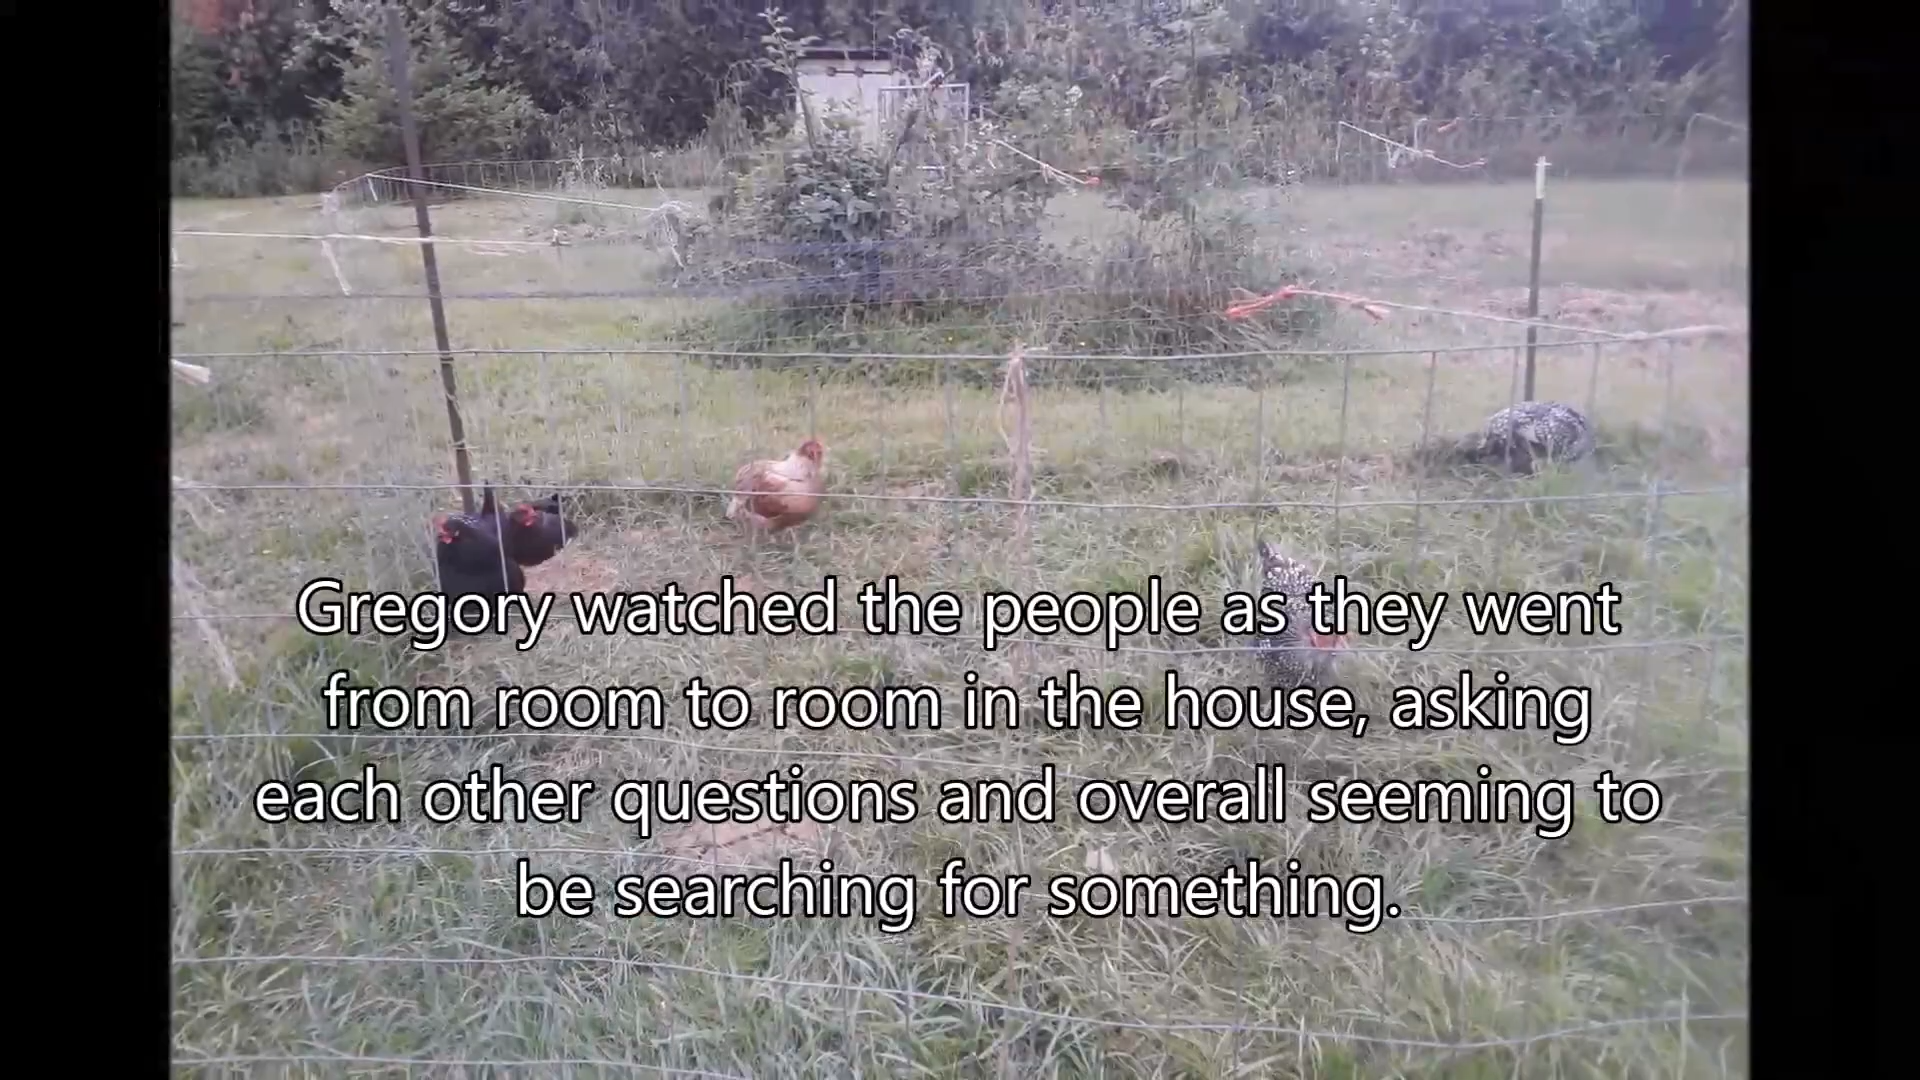 Gregory watched the people as they went
from room to room in the house, asking
each other questions and overall seeming to
be searching for something.